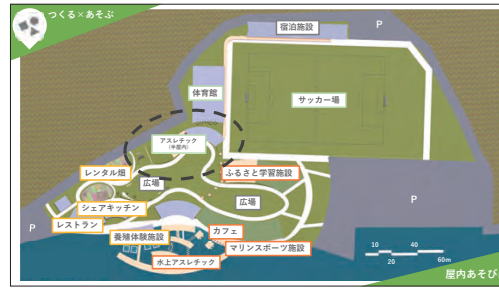 つくる×あそぶ
宿泊施設
P
体育館
サッカー場
アスレチック
(半屋内)
レンタル畑
ふるさと学習施設
広場
シェアキッチン
広場
レストラン
P
P
養殖体験施設
カフェ
マリンスポーツ施設
水上アスレチック
10 40
20 60m
屋内あそび